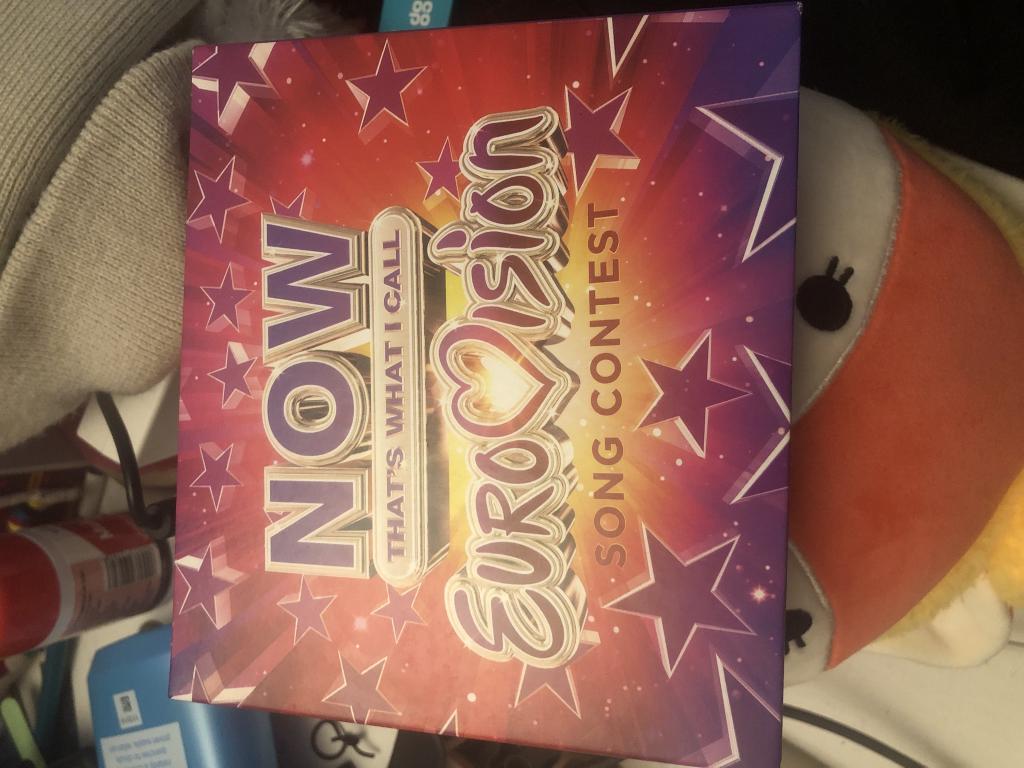 NOW
THAT'S WHAT I CALL
EUROVISION
SONG CONTEST